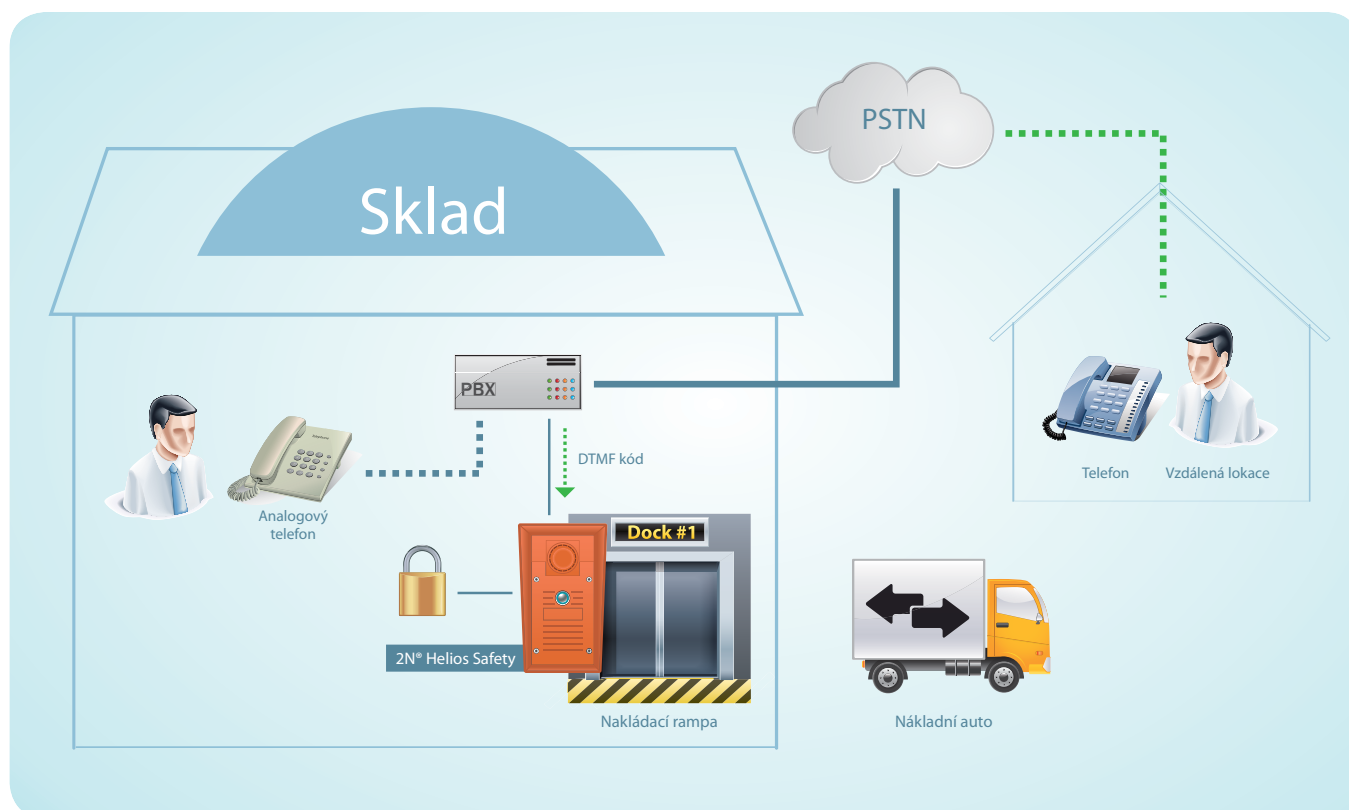 PSTN
Sklad
PBX
DTMF kód
Analogový
telefon
Telefon
Vzdálená lokace
Dock #1
2N® Helios Safety
Nakládací rampa
Nákladní auto